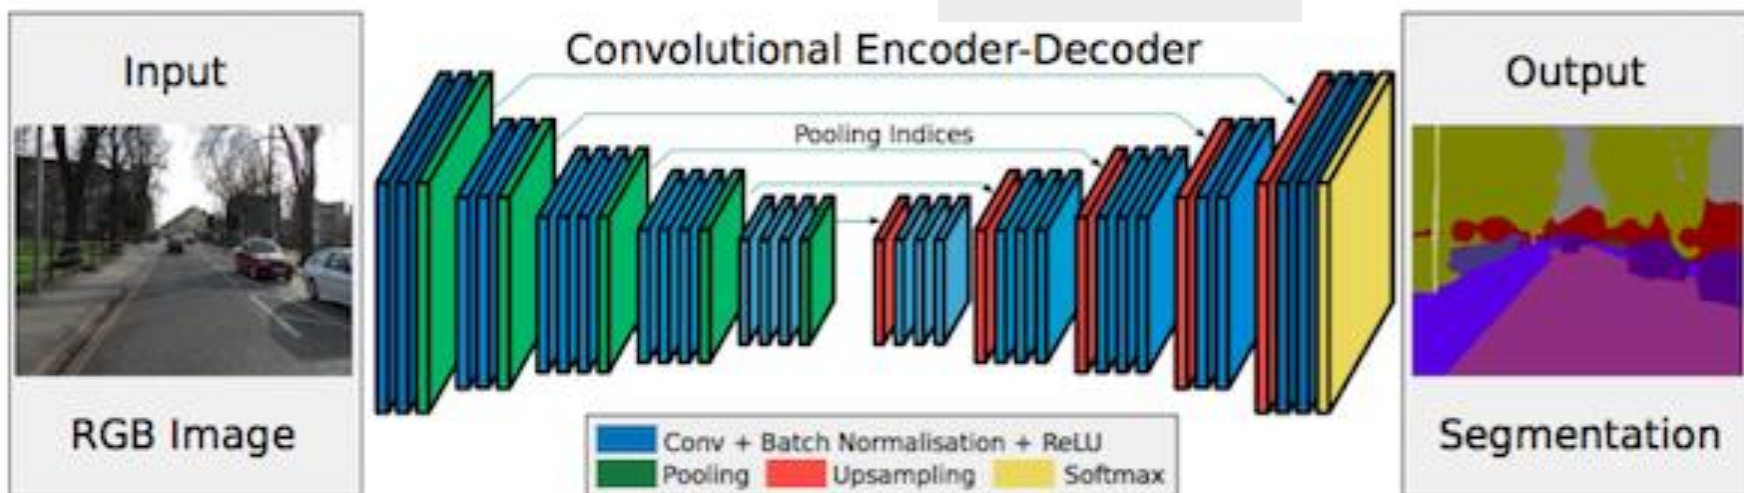 Convolutional Encoder-Decoder
Input
Output
Pooling Indices
RGB Image
Segmentation
Conv + Batch Normalisation + ReLU
Pooling Upsampling Softmax